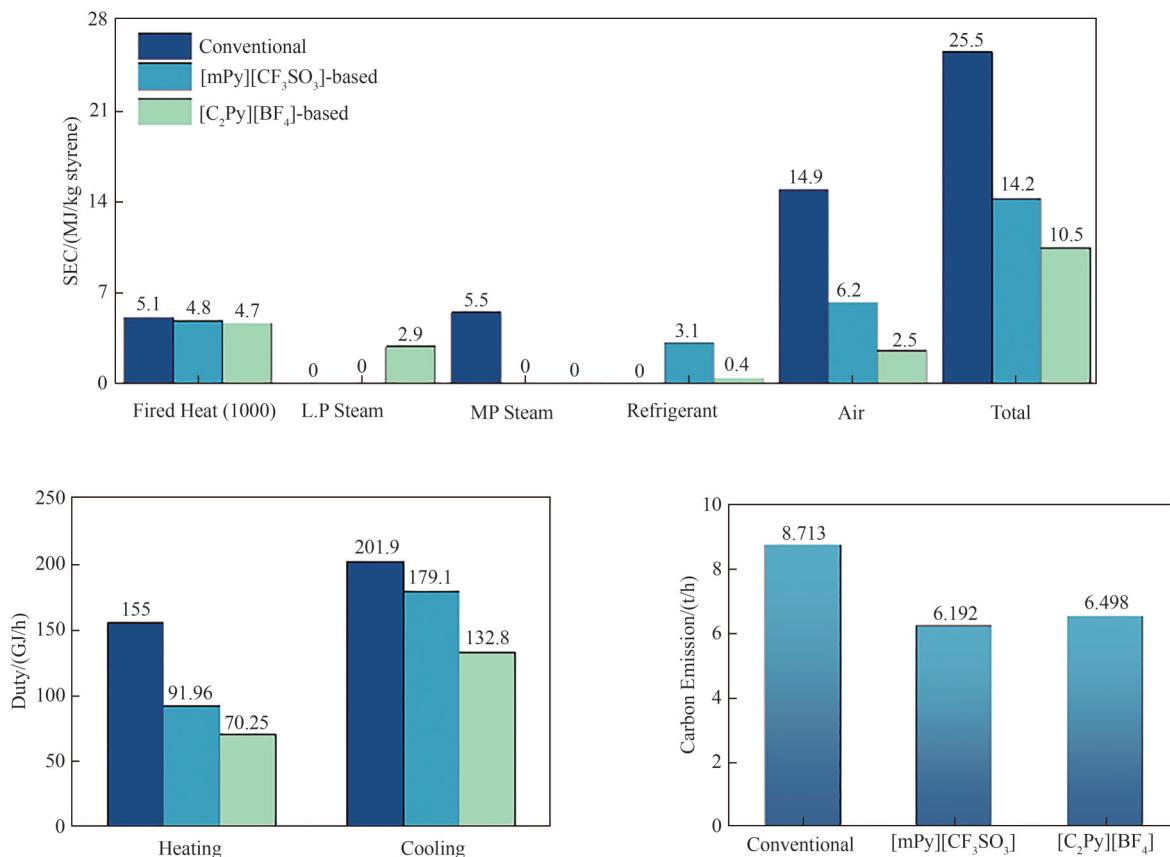 28
21
14
7
0
SEC/(MJ/kg styrene)
Conventional
[mPy][CF₃SO₃]-based
[C₂Py][BF₄]-based
5.1
4.8
4.7
0
0
2.9
5.5
0
0
0
3.1
0.4
14.9
6.2
2.5
25.5
14.2
10.5
Fired Heat (1000)
L.P Steam
MP Steam
Refrigerant
Air
Total
250
200
150
100
50
0
Duty/(GJ/h)
155
91.96
70.25
201.9
179.1
132.8
Heating
Cooling
10
8
6
4
2
0
Carbon Emission/(t/h)
8.713
6.192
6.498
Conventional
[mPy][CF₃SO₃]
[C₂Py][BF₄]